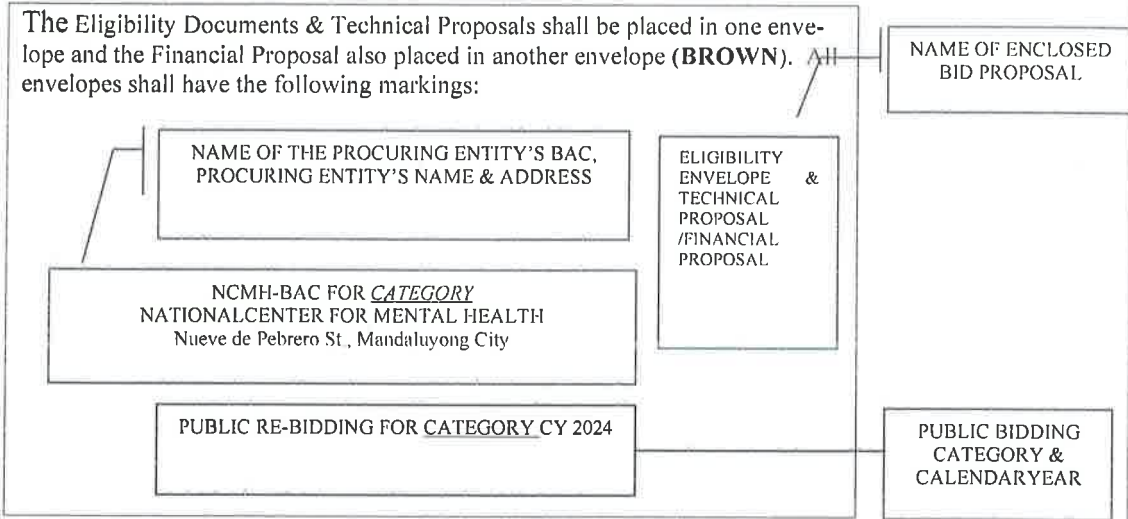 The Eligibility Documents & Technical Proposals shall be placed in one enve-
lope and the Financial Proposal also placed in another envelope (BROWN). All
envelopes shall have the following markings:
NAME OF ENCLOSED
BID PROPOSAL
NAME OF THE PROCURING ENTITY'S BAC,
PROCURING ENTITY'S NAME & ADDRESS
ELIGIBILITY
ENVELOPE &
TECHNICAL
PROPOSAL
/FINANCIAL
PROPOSAL
NCMH-BAC FOR CATEGORY
NATIONALCENTER FOR MENTAL HEALTH
Nueve de Pebrero St., Mandaluyong City
PUBLIC RE-BIDDING FOR CATEGORY CY 2024
PUBLIC BIDDING
CATEGORY &
CALENDARYEAR